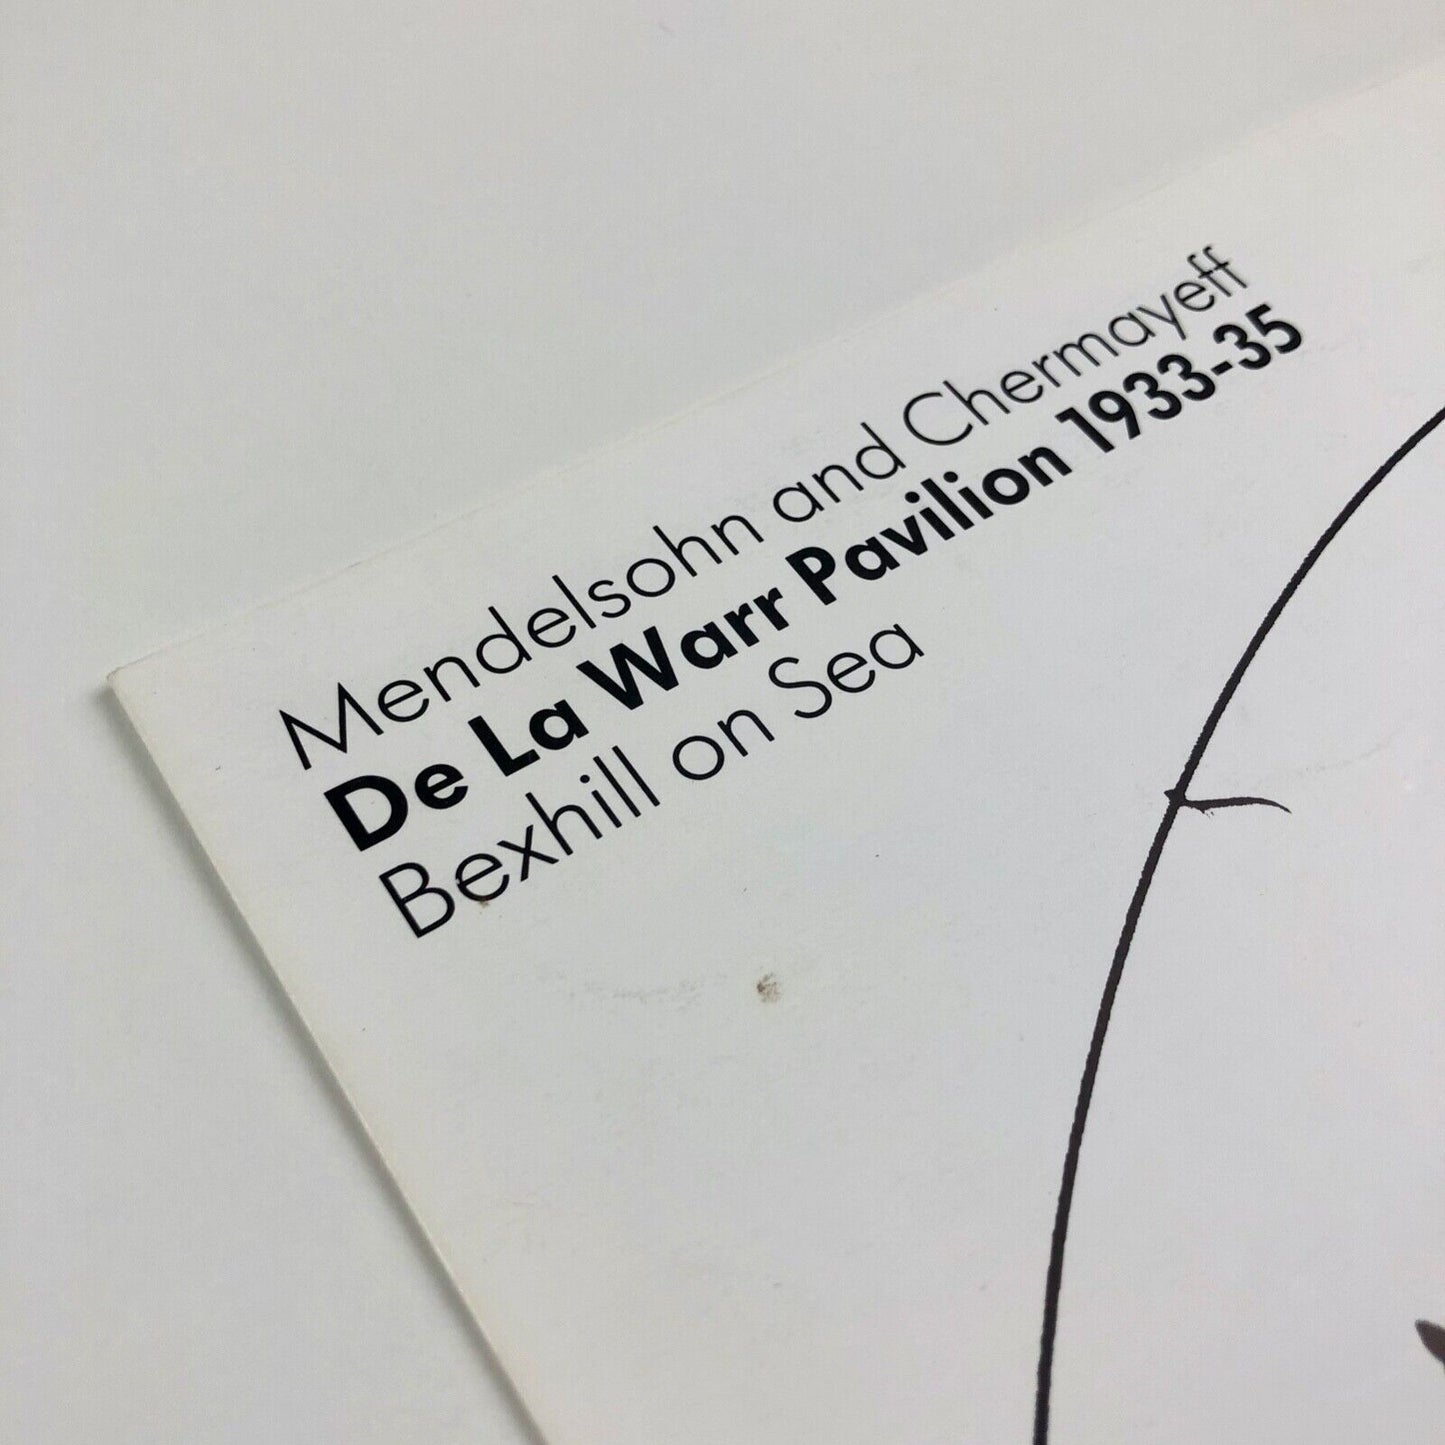 Mendelsohn and Chermayeff
De La Warr Pavilion 1933-35
Bexhill on Sea